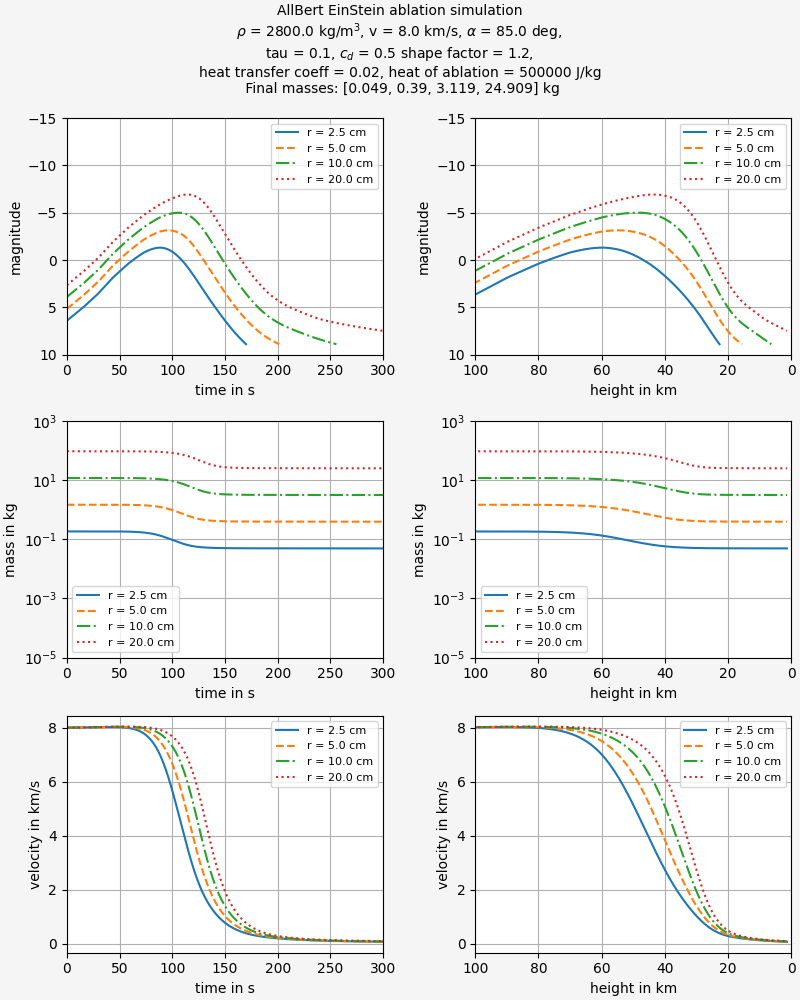 AllBert EinStein ablation simulation
ρ = 2800.0 kg/m³, v = 8.0 km/s, α = 85.0 deg,
tau = 0.1, c_d = 0.5 shape factor = 1.2,
heat transfer coeff = 0.02, heat of ablation = 500000 J/kg
Final masses: [0.049, 0.39, 3.119, 24.909] kg
magnitude
−15
−10
−5
0
5
10
0 50 100 150 200 250 300
time in s
r = 2.5 cm
r = 5.0 cm
r = 10.0 cm
r = 20.0 cm
magnitude
−15
−10
−5
0
5
10
100 80 60 40 20 0
height in km
r = 2.5 cm
r = 5.0 cm
r = 10.0 cm
r = 20.0 cm
mass in kg
10³
10¹
10⁻¹
10⁻³
10⁻⁵
0 50 100 150 200 250 300
time in s
r = 2.5 cm
r = 5.0 cm
r = 10.0 cm
r = 20.0 cm
mass in kg
10³
10¹
10⁻¹
10⁻³
10⁻⁵
100 80 60 40 20 0
height in km
r = 2.5 cm
r = 5.0 cm
r = 10.0 cm
r = 20.0 cm
velocity in km/s
8
6
4
2
0
0 50 100 150 200 250 300
time in s
r = 2.5 cm
r = 5.0 cm
r = 10.0 cm
r = 20.0 cm
velocity in km/s
8
6
4
2
0
100 80 60 40 20 0
height in km
r = 2.5 cm
r = 5.0 cm
r = 10.0 cm
r = 20.0 cm